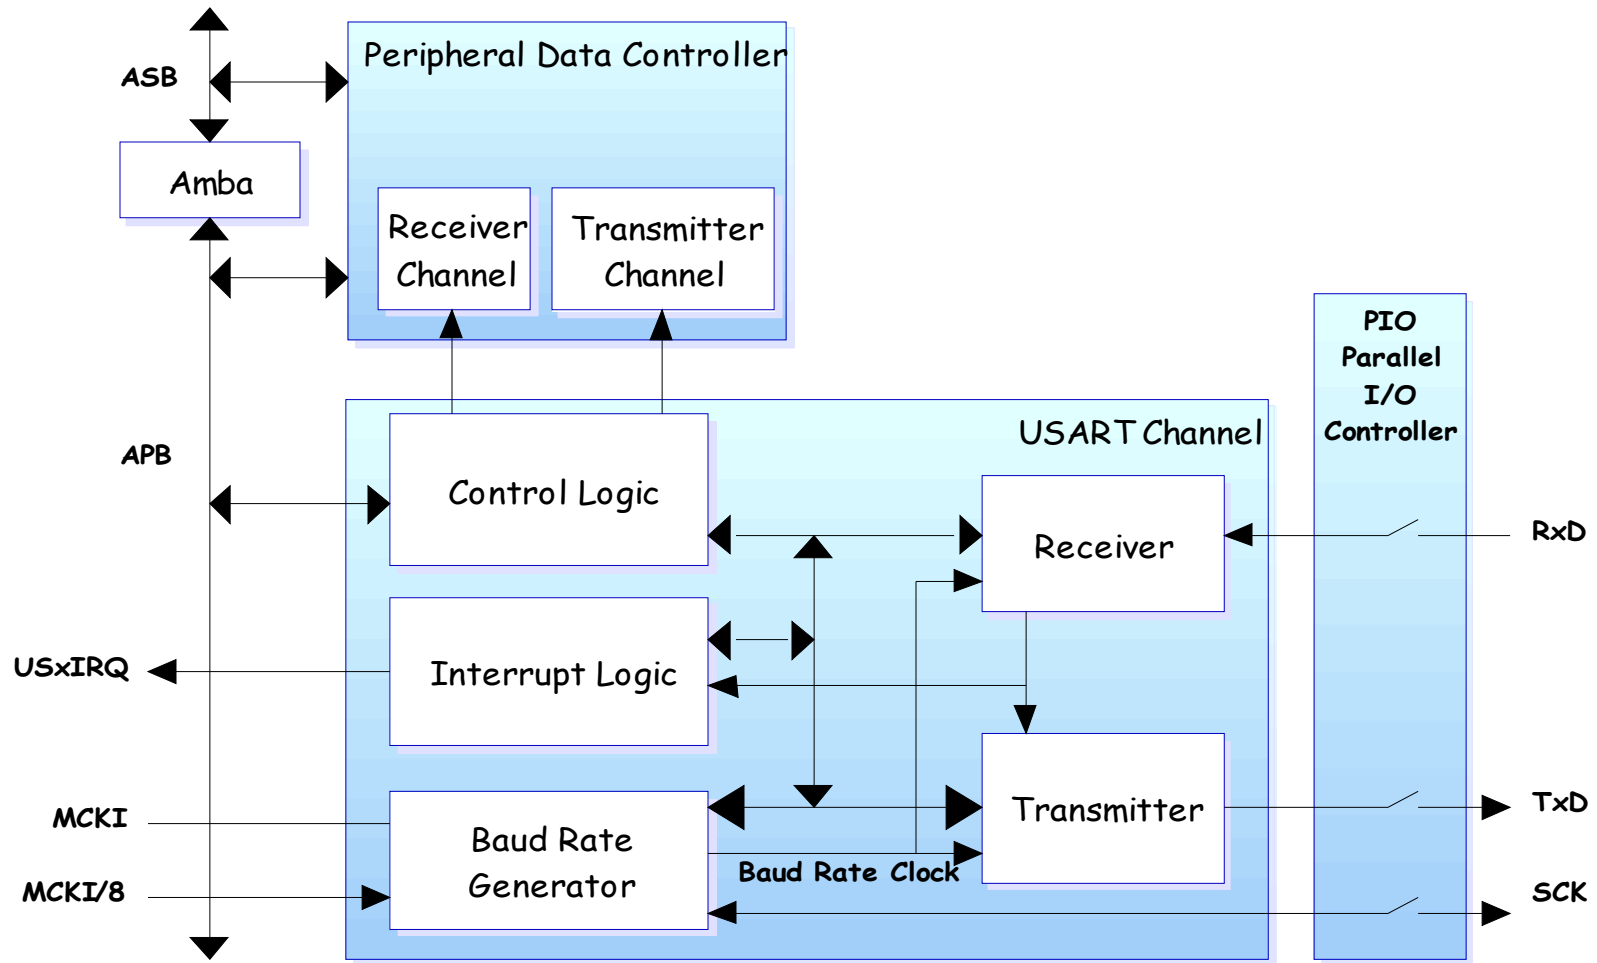 Peripheral Data Controller
ASB
Amba
Receiver
Channel
Transmitter
Channel
PIO
Parallel
I/O
Controller
USART Channel
APB
Control Logic
Receiver
RxD
USxIRQ
Interrupt Logic
MCKI
Baud Rate
Generator
Transmitter
TxD
Baud Rate Clock
MCKI/8
SCK